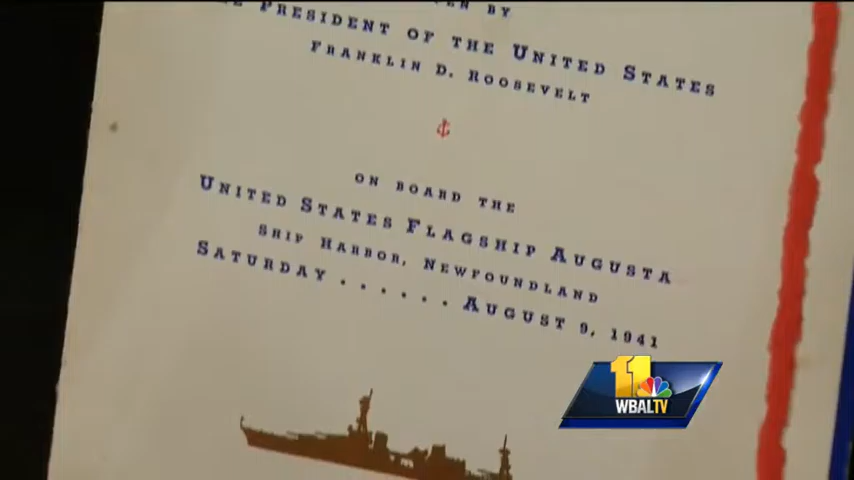 BY
PRESIDENT OF THE UNITED STATES
FRANKLIN D. ROOSEVELT
ON BOARD THE
UNITED STATES FLAGSHIP AUGUSTA
SHIP HARBOR, NEWFOUNDLAND
SATURDAY . . . . . . AUGUST 9, 1941
11
WBALTV